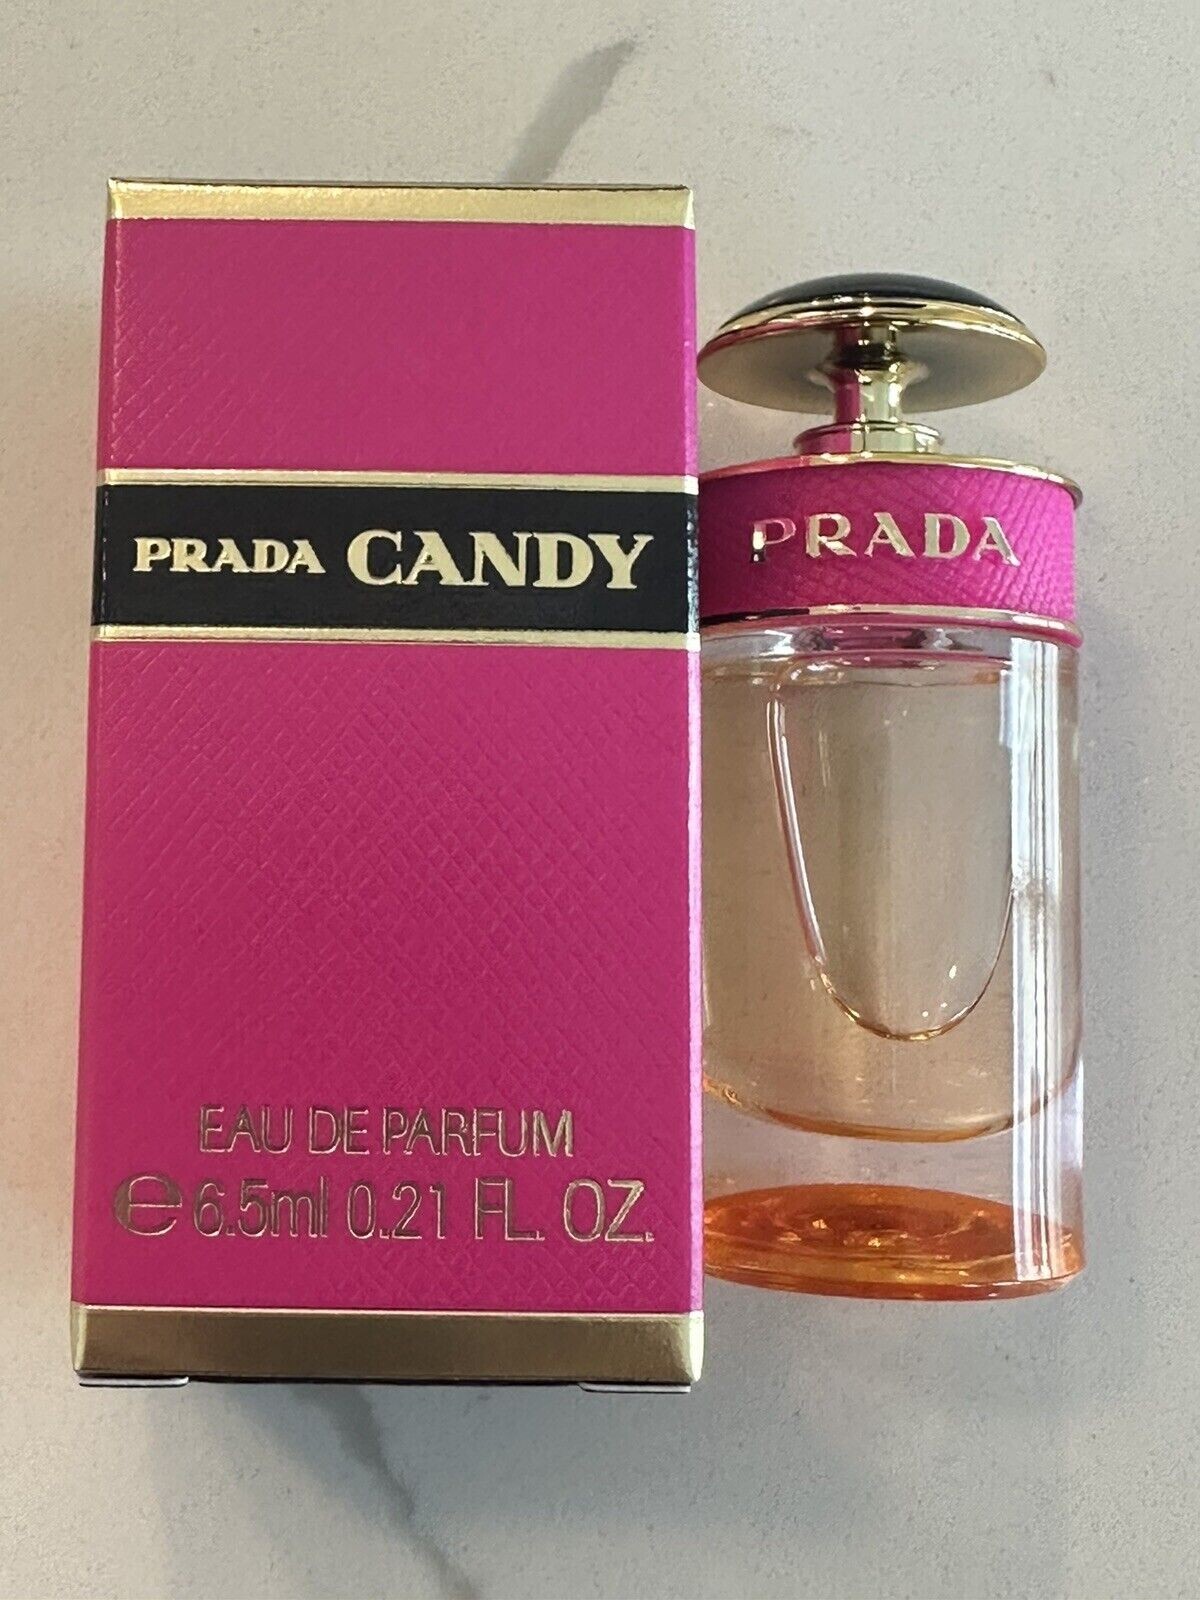 PRADA CANDY
EAU DE PARFUM
℮ 6.5ml 0.21 FL. OZ.
PRADA